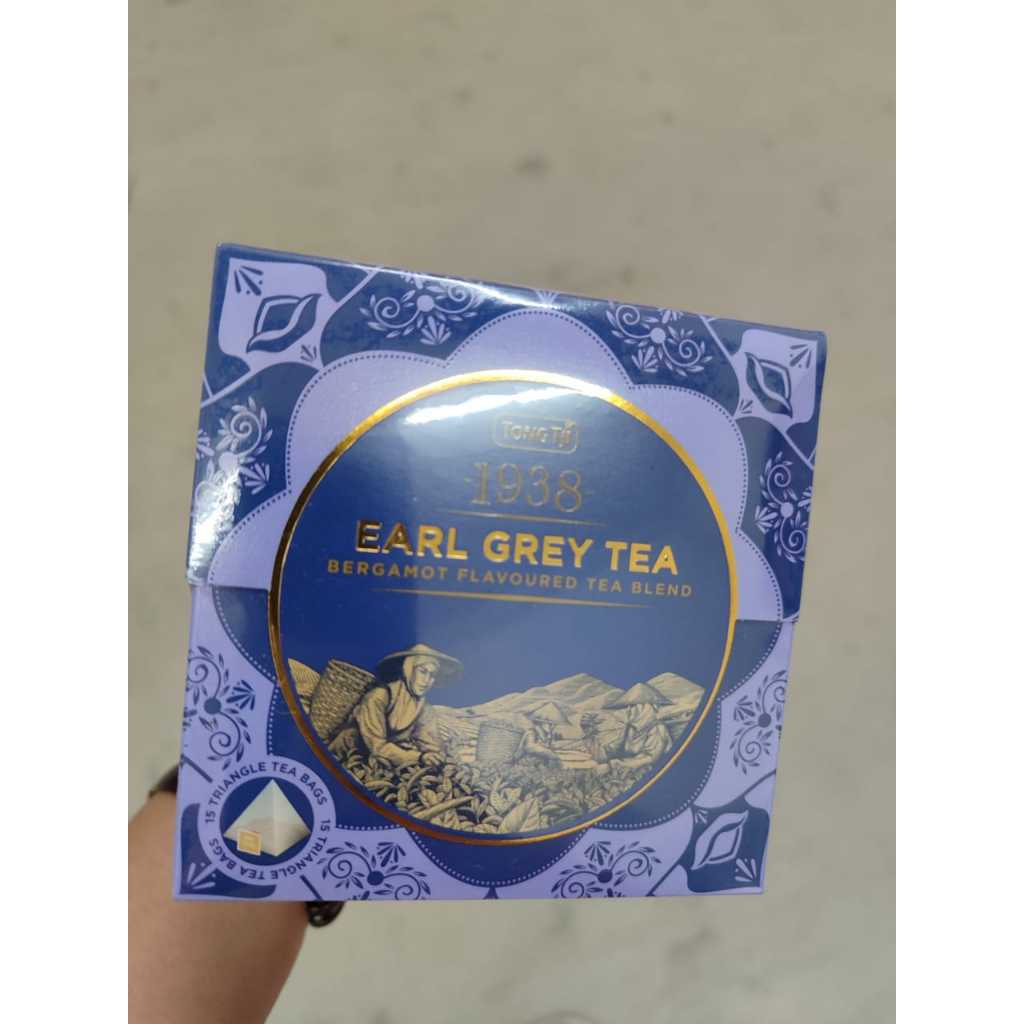 TONG TJI
1938
EARL GREY TEA
BERGAMOT FLAVOURED TEA BLEND
15 TRIANGLE TEA BAGS
15 TRIANGLE TEA BAGS